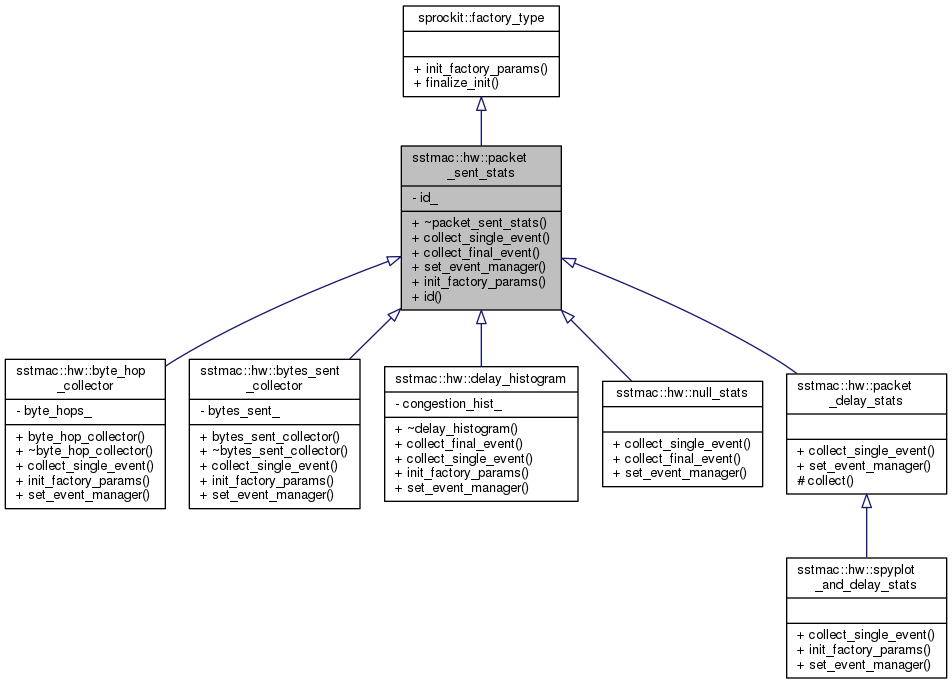 sprockit::factory_type
+ init_factory_params()
+ finalize_init()
sstmac::hw::packet
_sent_stats
- id_
+ ~packet_sent_stats()
+ collect_single_event()
+ collect_final_event()
+ set_event_manager()
+ init_factory_params()
+ id()
sstmac::hw::byte_hop
_collector
- byte_hops_
+ byte_hop_collector()
+ ~byte_hop_collector()
+ collect_single_event()
+ init_factory_params()
+ set_event_manager()
sstmac::hw::bytes_sent
_collector
- bytes_sent_
+ bytes_sent_collector()
+ ~bytes_sent_collector()
+ collect_single_event()
+ init_factory_params()
+ set_event_manager()
sstmac::hw::delay_histogram
- congestion_hist_
+ ~delay_histogram()
+ collect_final_event()
+ collect_single_event()
+ init_factory_params()
+ set_event_manager()
sstmac::hw::null_stats
+ collect_single_event()
+ collect_final_event()
+ set_event_manager()
sstmac::hw::packet
_delay_stats
+ collect_single_event()
+ set_event_manager()
# collect()
sstmac::hw::spyplot
_and_delay_stats
+ collect_single_event()
+ init_factory_params()
+ set_event_manager()